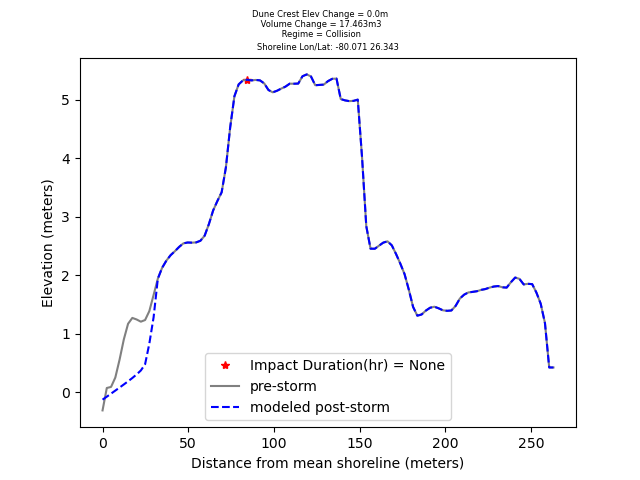 Dune Crest Elev Change = 0.0m
Volume Change = 17.463m3
Regime = Collision
Shoreline Lon/Lat: -80.071 26.343
Elevation (meters)
5
4
3
2
1
0
Impact Duration(hr) = None
pre-storm
modeled post-storm
0 50 100 150 200 250
Distance from mean shoreline (meters)